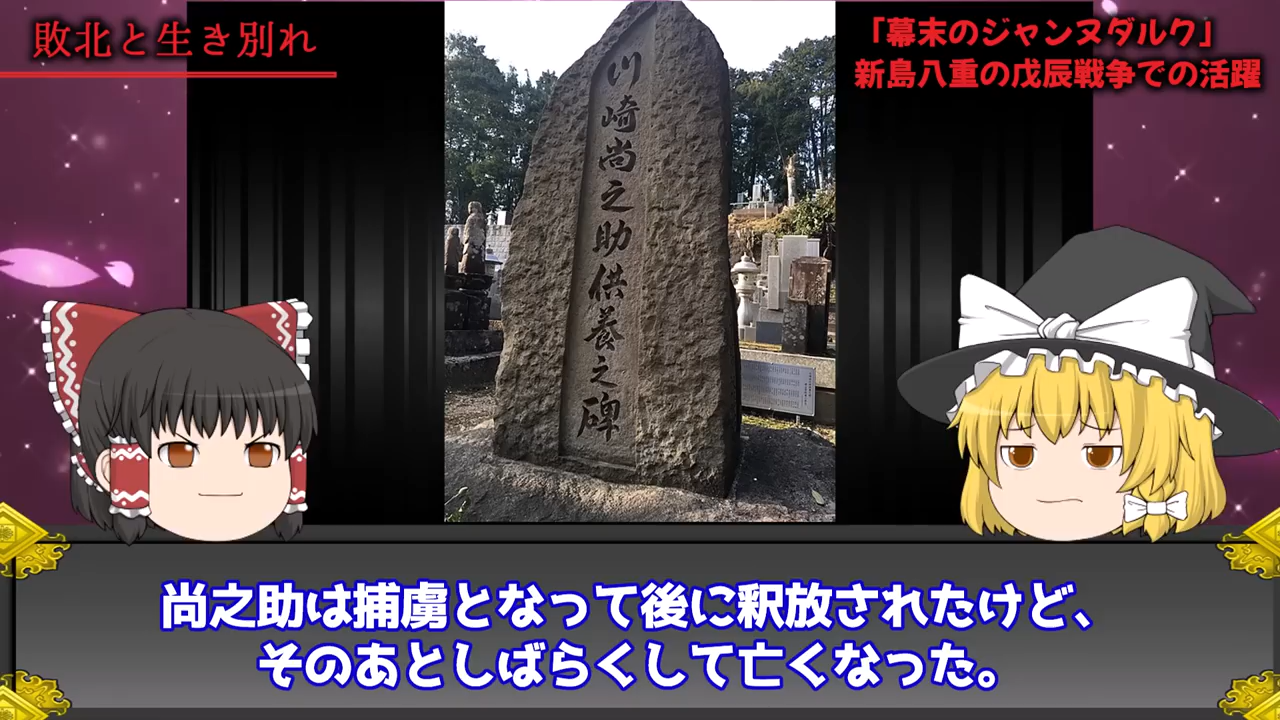 敗北と生き別れ
「幕末のジャンヌダルク」
新島八重の戊辰戦争での活躍
川崎尚之助供養之碑
尚之助は捕虜となって後に釈放されたけど、
そのあとしばらくして亡くなった。